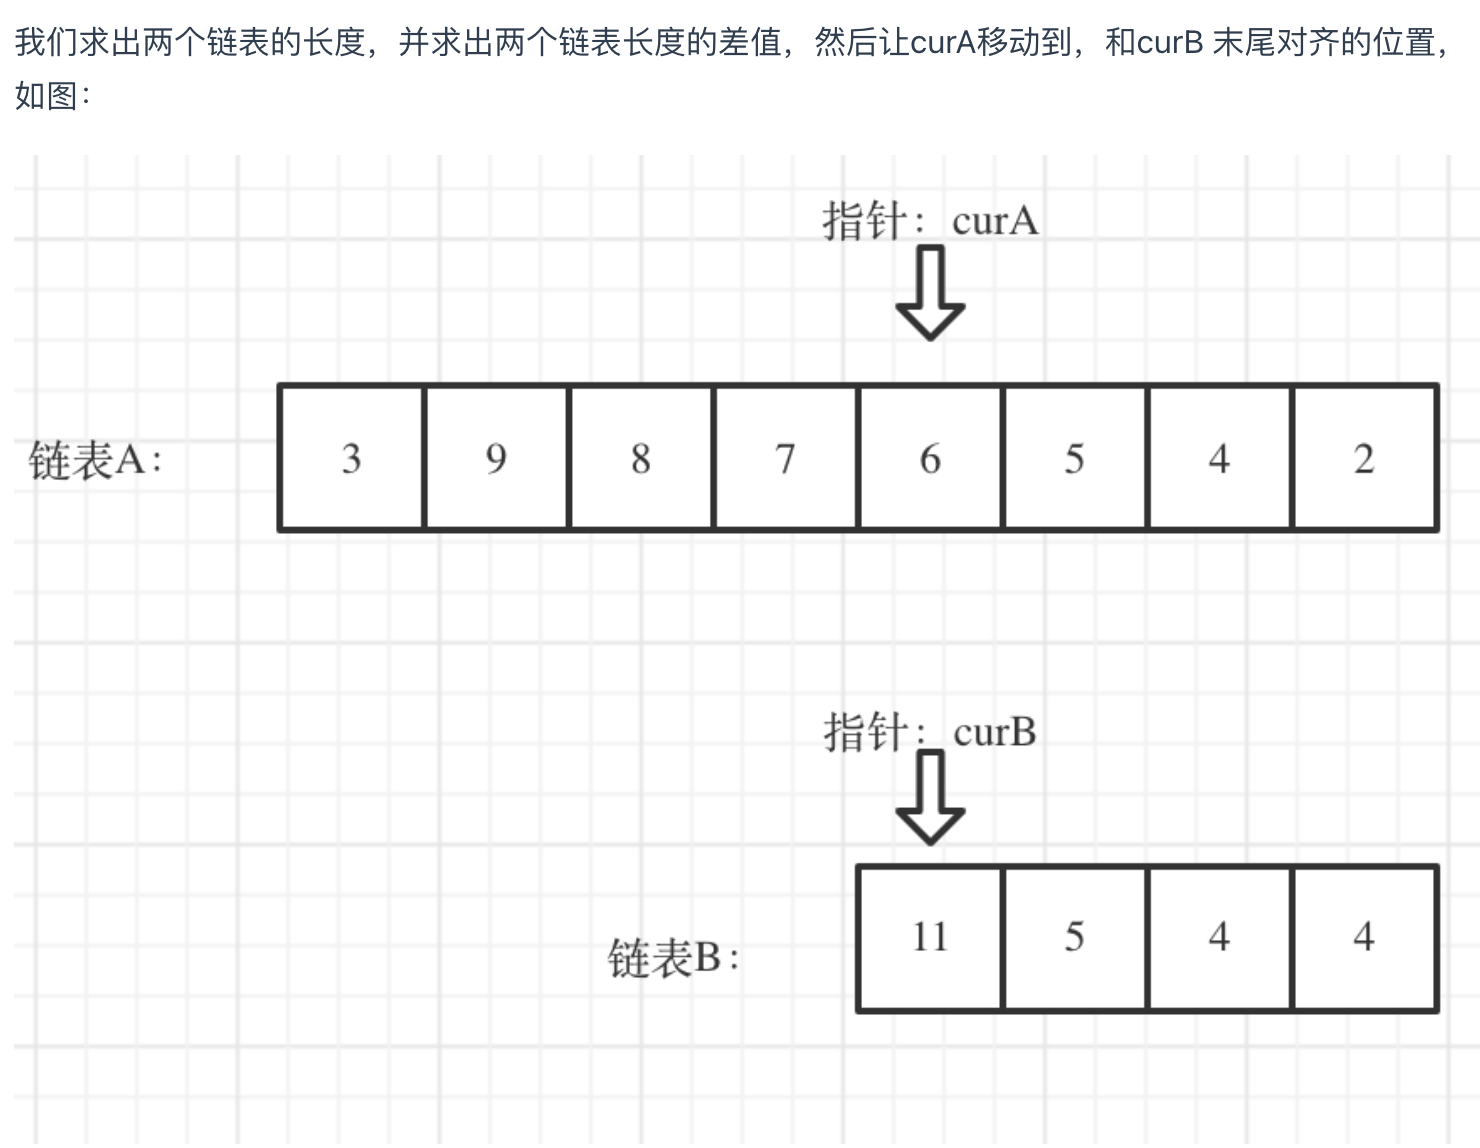 我们求出两个链表的长度，并求出两个链表长度的差值，然后让curA移动到，和curB 末尾对齐的位置，
如图：
指针：curA
链表A： 3 9 8 7 6 5 4 2
指针：curB
链表B： 11 5 4 4